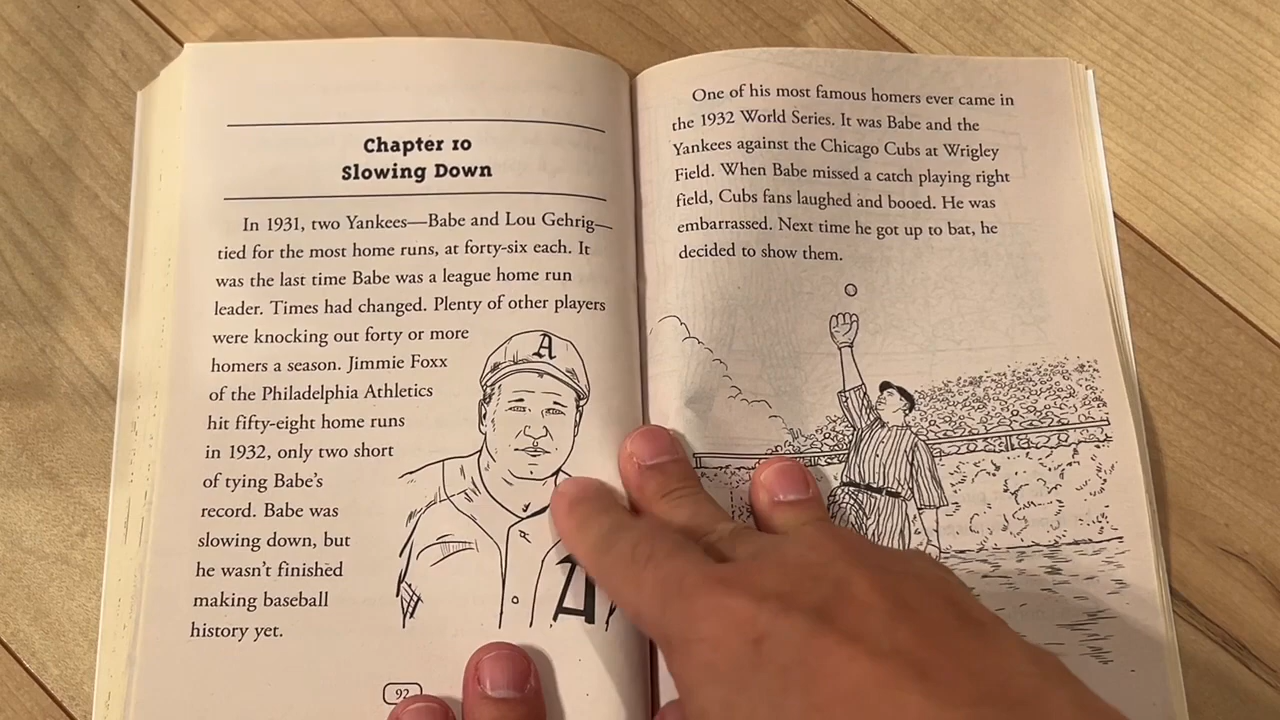 Chapter 10
Slowing Down
In 1931, two Yankees—Babe and Lou Gehrig—
tied for the most home runs, at forty-six each. It
was the last time Babe was a league home run
leader. Times had changed. Plenty of other players
were knocking out forty or more
homers a season. Jimmie Foxx
of the Philadelphia Athletics
hit fifty-eight home runs
in 1932, only two short
of tying Babe's
record. Babe was
slowing down, but
he wasn't finished
making baseball
history yet.
A
A
92
One of his most famous homers ever came in
the 1932 World Series. It was Babe and the
Yankees against the Chicago Cubs at Wrigley
Field. When Babe missed a catch playing right
field, Cubs fans laughed and booed. He was
embarrassed. Next time he got up to bat, he
decided to show them.